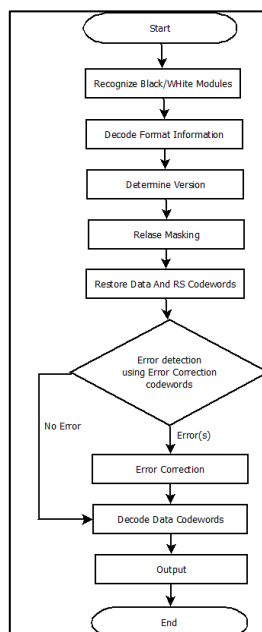 Start
Recognize Black/WHite Modules
Decode Format Information
Determine Version
Relase Masking
Restore Data And RS Codewords
Error detection
using Error Correction
codewords
No Error
Error(s)
Error Correction
Decode Data Codewords
Output
End